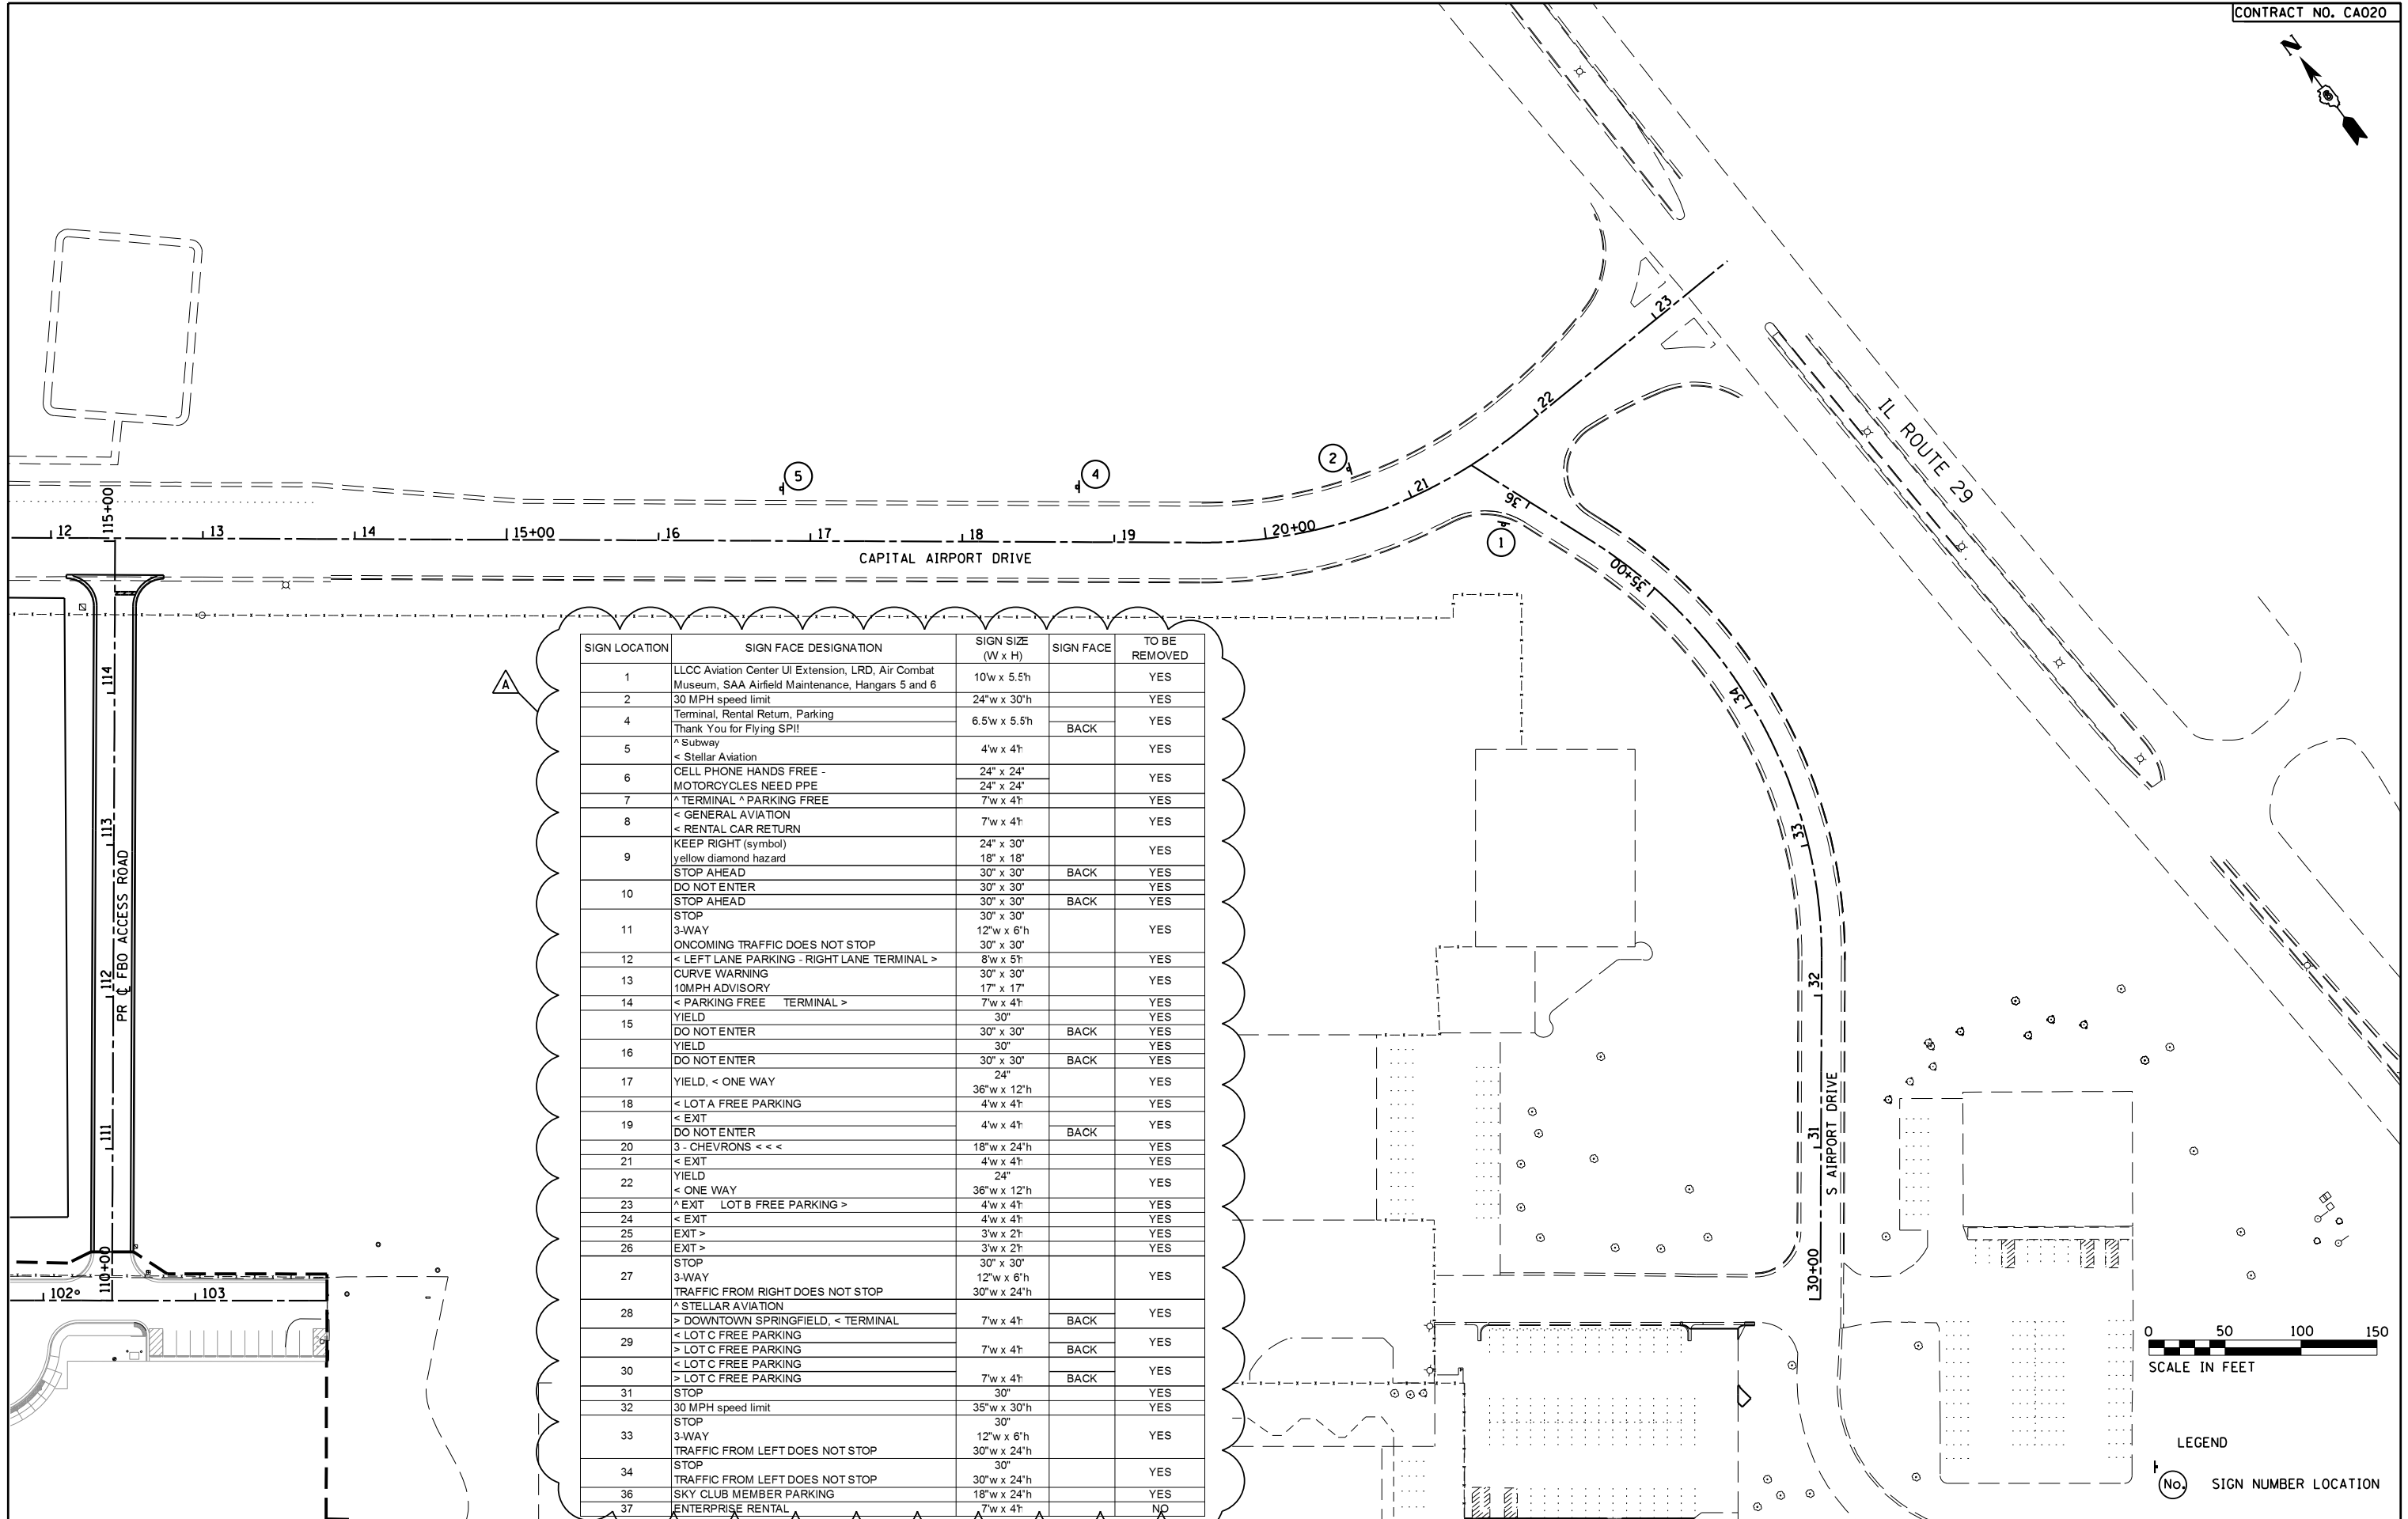 CONTRACT NO. CA020
N
IL ROUTE 29
23
22
21
20+00
19
18
17
16
15+00
14
13
12
115+00
5
4
2
1
36
35+00
34
33
32
31
30+00
CAPITAL AIRPORT DRIVE
S AIRPORT DRIVE
114
113
112
111
110+00
PR ℄ FBO ACCESS ROAD
102
103
A
SIGN LOCATION SIGN FACE DESIGNATION SIGN SIZE (W x H) SIGN FACE TO BE REMOVED
1 LLCC Aviation Center UI Extension, LRD, Air Combat Museum, SAA Airfield Maintenance, Hangars 5 and 6 10'w x 5.5'h YES
2 30 MPH speed limit 24"w x 30"h YES
4 Terminal, Rental Return, Parking 6.5'w x 5.5'h YES
Thank You for Flying SPI! BACK
5 ^ Subway 4'w x 4'h YES
< Stellar Aviation
6 CELL PHONE HANDS FREE - 24" x 24" YES
MOTORCYCLES NEED PPE 24" x 24"
7 ^ TERMINAL ^ PARKING FREE 7'w x 4'h YES
8 < GENERAL AVIATION 7'w x 4'h YES
< RENTAL CAR RETURN
9 KEEP RIGHT (symbol) 24" x 30" YES
yellow diamond hazard 18" x 18"
STOP AHEAD 30" x 30" BACK YES
10 DO NOT ENTER 30" x 30" YES
STOP AHEAD 30" x 30" BACK YES
11 STOP 30" x 30" YES
3-WAY 12"w x 6"h
ONCOMING TRAFFIC DOES NOT STOP 30" x 30"
12 < LEFT LANE PARKING - RIGHT LANE TERMINAL > 8'w x 5'h YES
13 CURVE WARNING 30" x 30" YES
10MPH ADVISORY 17" x 17"
14 < PARKING FREE TERMINAL > 7'w x 4'h YES
15 YIELD 30" YES
DO NOT ENTER 30" x 30" BACK YES
16 YIELD 30" YES
DO NOT ENTER 30" x 30" BACK YES
17 YIELD, < ONE WAY 24" 36"w x 12"h YES
18 < LOT A FREE PARKING 4'w x 4'h YES
19 < EXIT 4'w x 4'h YES
DO NOT ENTER BACK
20 3 - CHEVRONS < < < 18"w x 24"h YES
21 < EXIT 4'w x 4'h YES
22 YIELD 24" YES
< ONE WAY 36"w x 12"h
23 ^ EXIT LOT B FREE PARKING > 4'w x 4'h YES
24 < EXIT 4'w x 4'h YES
25 EXIT > 3'w x 2'h YES
26 EXIT > 3'w x 2'h YES
27 STOP 30" x 30" YES
3-WAY 12"w x 6"h
TRAFFIC FROM RIGHT DOES NOT STOP 30"w x 24"h
28 ^ STELLAR AVIATION YES
> DOWNTOWN SPRINGFIELD, < TERMINAL 7'w x 4'h BACK
29 < LOT C FREE PARKING YES
> LOT C FREE PARKING 7'w x 4'h BACK
30 < LOT C FREE PARKING YES
> LOT C FREE PARKING 7'w x 4'h BACK
31 STOP 30" YES
32 30 MPH speed limit 35"w x 30"h YES
33 STOP 30" YES
3-WAY 12"w x 6"h
TRAFFIC FROM LEFT DOES NOT STOP 30"w x 24"h
34 STOP 30" YES
TRAFFIC FROM LEFT DOES NOT STOP 30"w x 24"h
36 SKY CLUB MEMBER PARKING 18"w x 24"h YES
37 ENTERPRISE RENTAL 7'w x 4'h NO
0 50 100 150
SCALE IN FEET
LEGEND
No. SIGN NUMBER LOCATION